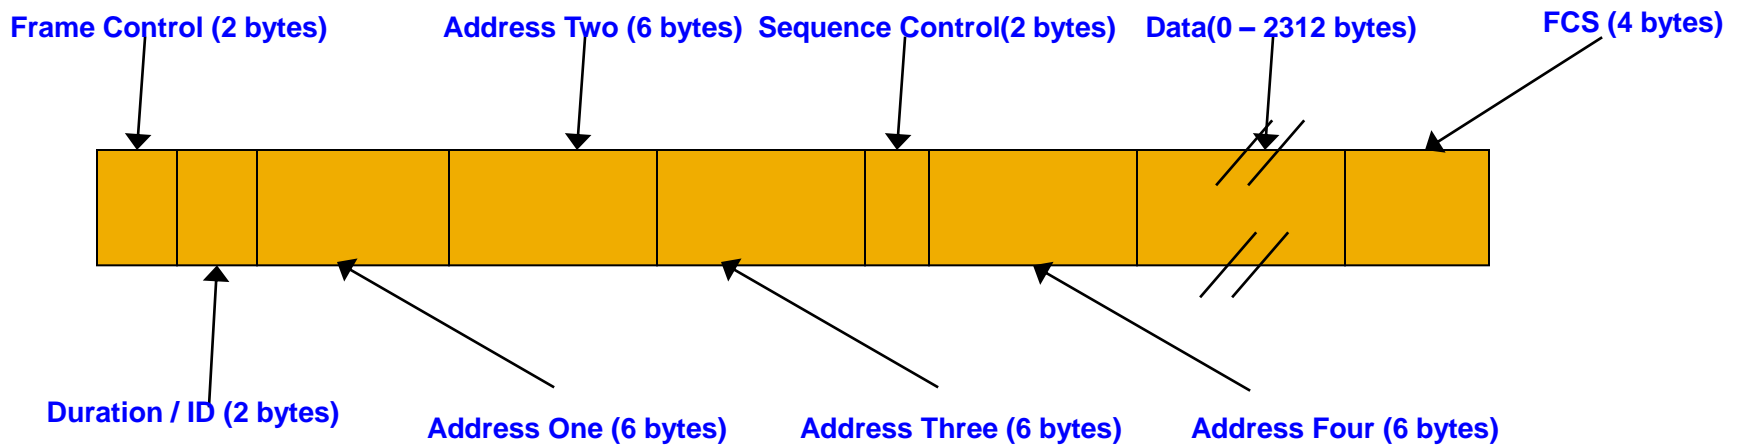 Frame Control (2 bytes)
Address Two (6 bytes)
Sequence Control(2 bytes)
Data(0 – 2312 bytes)
FCS (4 bytes)
Duration / ID (2 bytes)
Address One (6 bytes)
Address Three (6 bytes)
Address Four (6 bytes)